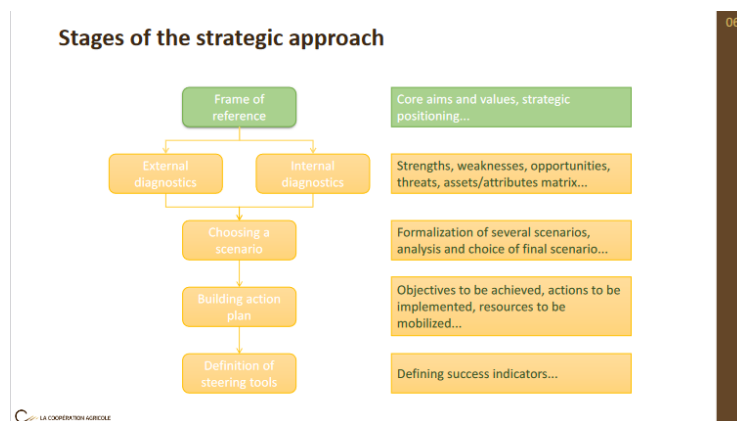 06
Stages of the strategic approach
Frame of
reference
Core aims and values, strategic
positioning...
External
diagnostics
Internal
diagnostics
Strengths, weaknesses, opportunities,
threats, assets/attributes matrix...
Choosing a
scenario
Formalization of several scenarios,
analysis and choice of final scenario...
Building action
plan
Objectives to be achieved, actions to be
implemented, resources to be
mobilized...
Definition of
steering tools
Defining success indicators...
LA COOPÉRATION AGRICOLE